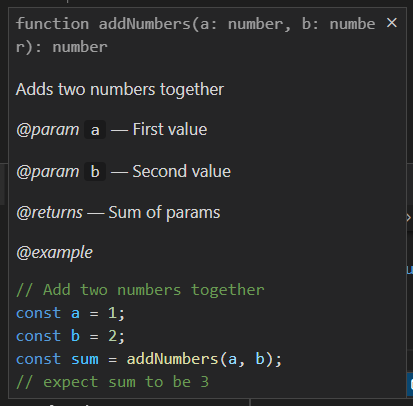 function addNumbers(a: number, b: numbe
r): number
Adds two numbers together
@param a — First value
@param b — Second value
@returns — Sum of params
@example
// Add two numbers together
const a = 1;
const b = 2;
const sum = addNumbers(a, b);
// expect sum to be 3